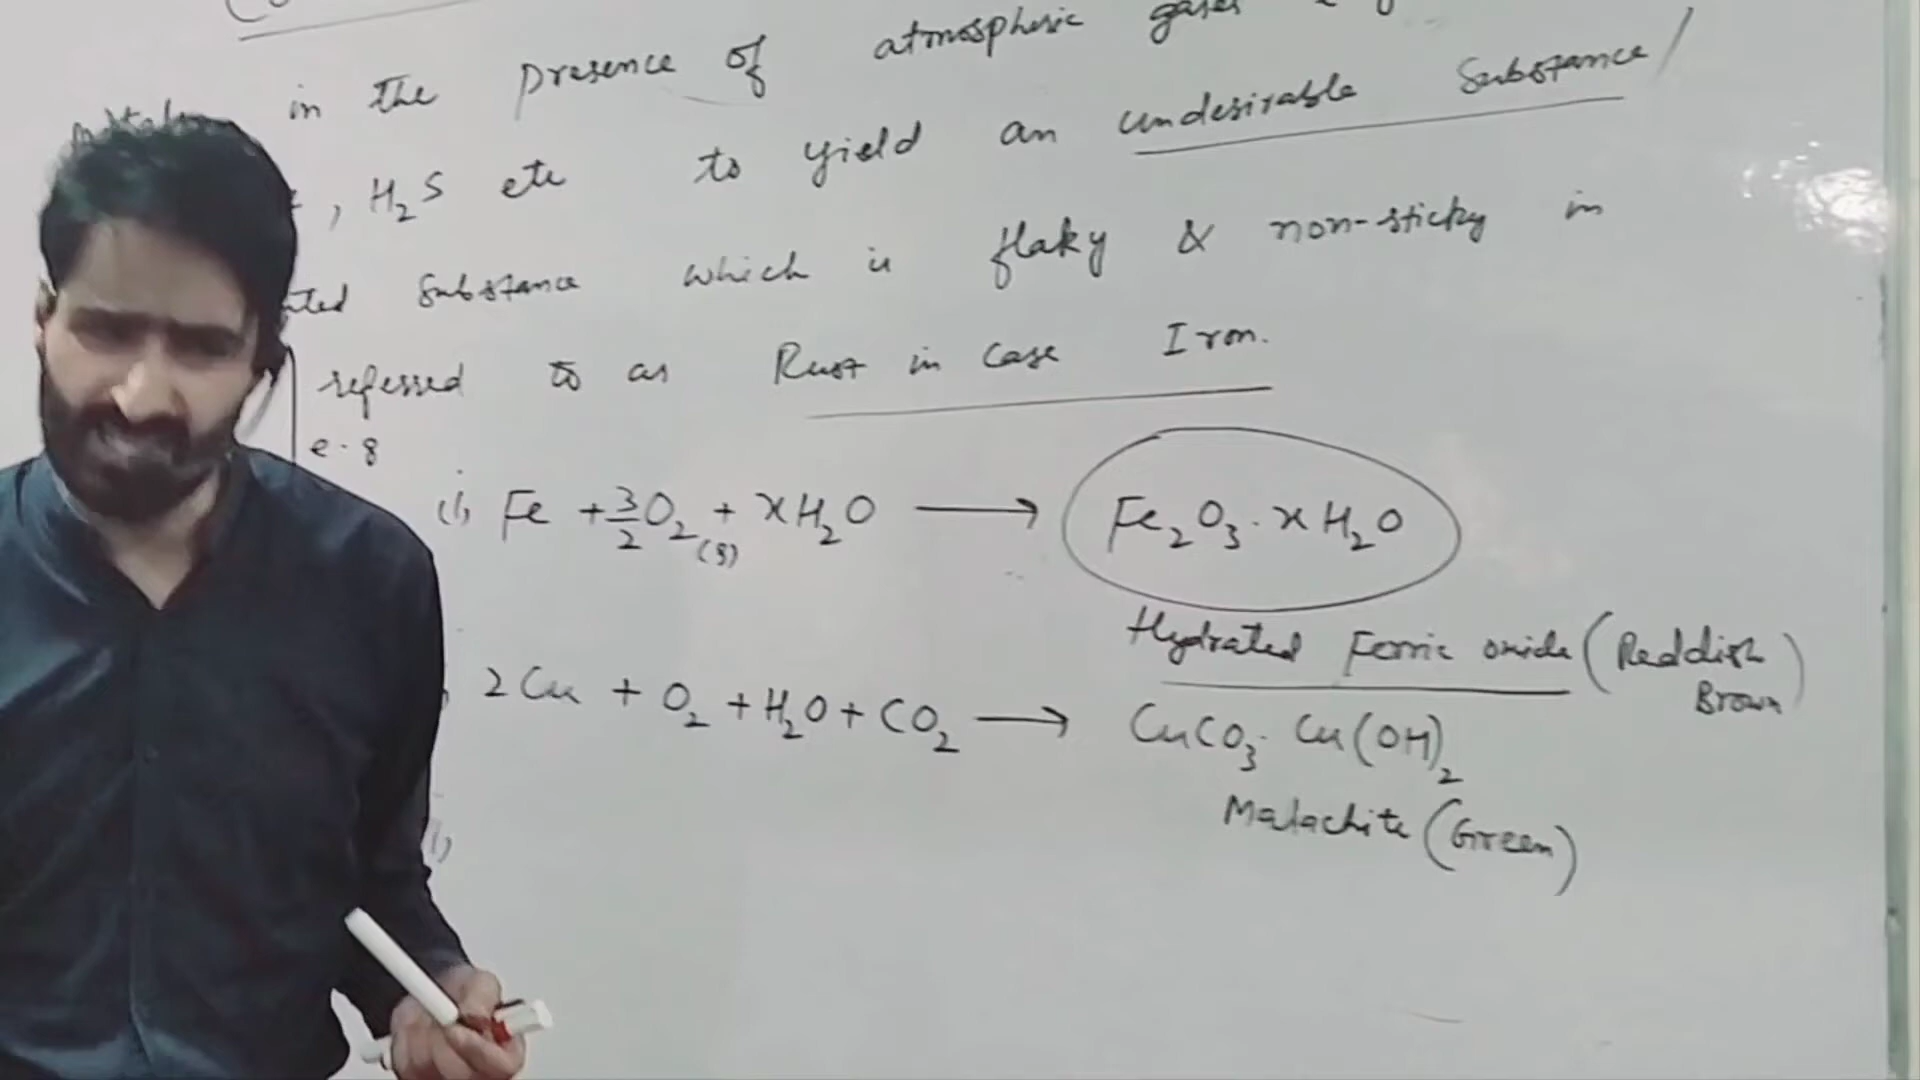 in the presence of atmospheric gases
, H₂S etc to yield an undesirable substance/
substance which is flaky & non-sticky in
referred to as Rust in case Iron.
e.g
(i) Fe + 3/2 O₂(g) + xH₂O ⟶ Fe₂O₃·xH₂O
Hydrated Ferric oxide (Reddish
Brown)
2Cu + O₂ + H₂O + CO₂ ⟶ CuCO₃·Cu(OH)₂
Malachite (Green)